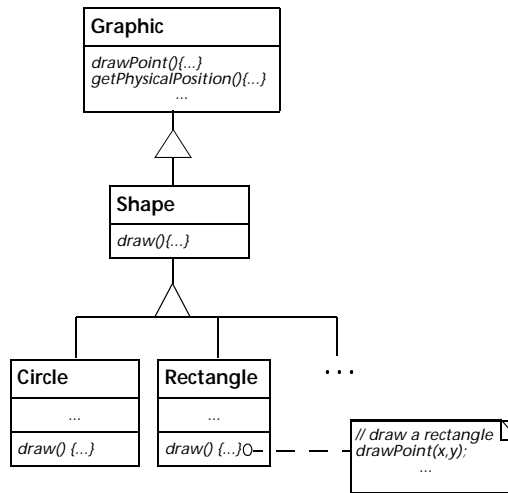 Graphic
drawPoint(){...}
getPhysicalPosition(){...}
...
Shape
draw(){...}
...
Circle
...
draw() {...}
Rectangle
...
draw() {...}
// draw a rectangle
drawPoint(x,y);
...